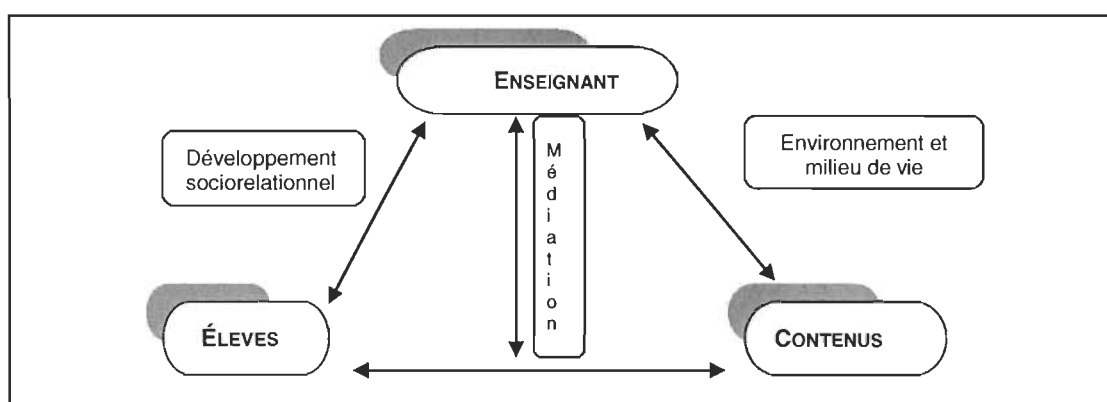 ENSEIGNANT
Développement
sociorelationnel
Médiation
Environnement et
milieu de vie
ÉLEVES
CONTENUS